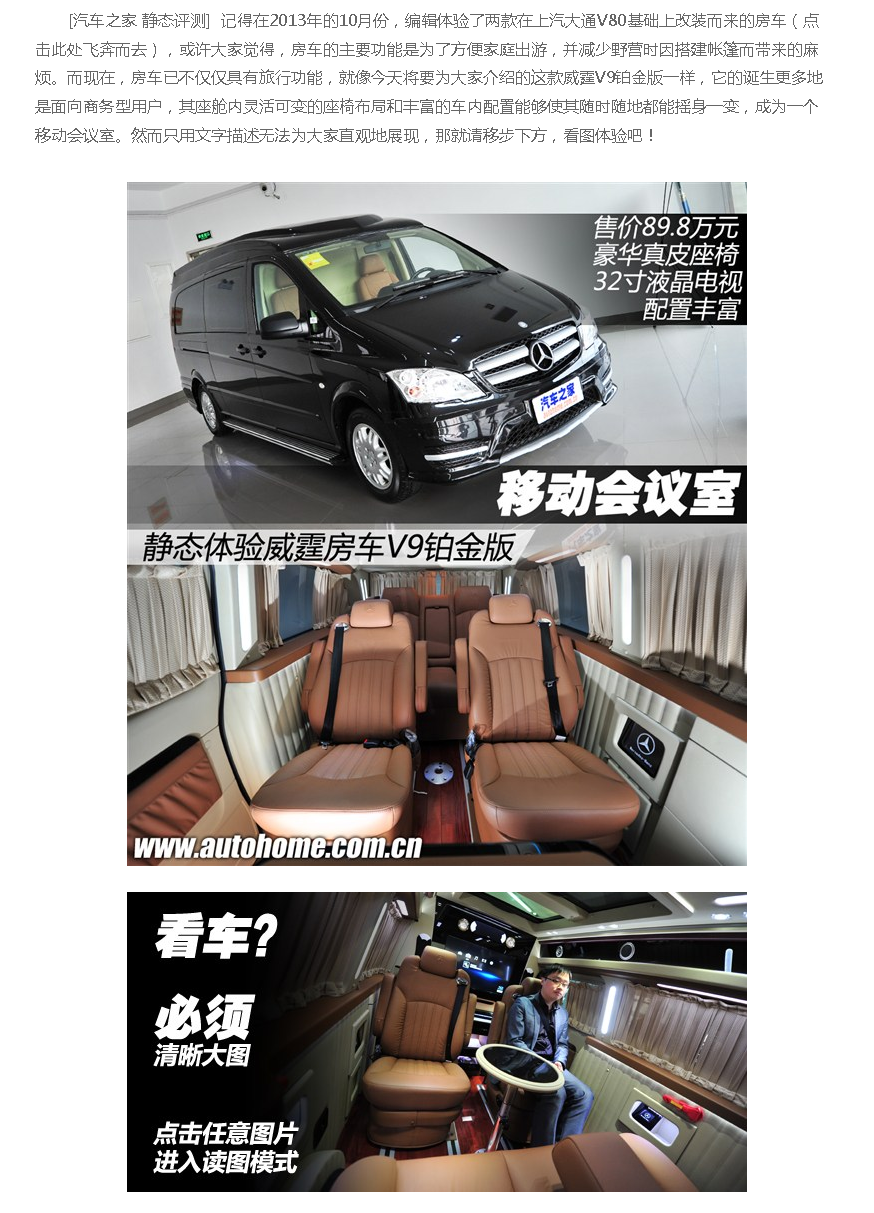 [汽车之家 静态评测]  记得在2013年的10月份，编辑体验了两款在上汽大通V80基础上改装而来的房车（点
击此处飞奔而去），或许大家觉得，房车的主要功能是为了方便家庭出游，并减少野营时因搭建帐篷而带来的麻
烦。而现在，房车已不仅仅具有旅行功能，就像今天将要为大家介绍的这款威霆V9铂金版一样，它的诞生更多地
是面向商务型用户，其座舱内灵活可变的座椅布局和丰富的车内配置能够使其随时随地都能摇身一变，成为一个
移动会议室。然而只用文字描述无法为大家直观地展现，那就请移步下方，看图体验吧！
售价89.8万元
豪华真皮座椅
32寸液晶电视
配置丰富
汽车之家
移动会议室
静态体验威霆房车V9铂金版
www.autohome.com.cn
看车?
必须
清晰大图
点击任意图片
进入读图模式